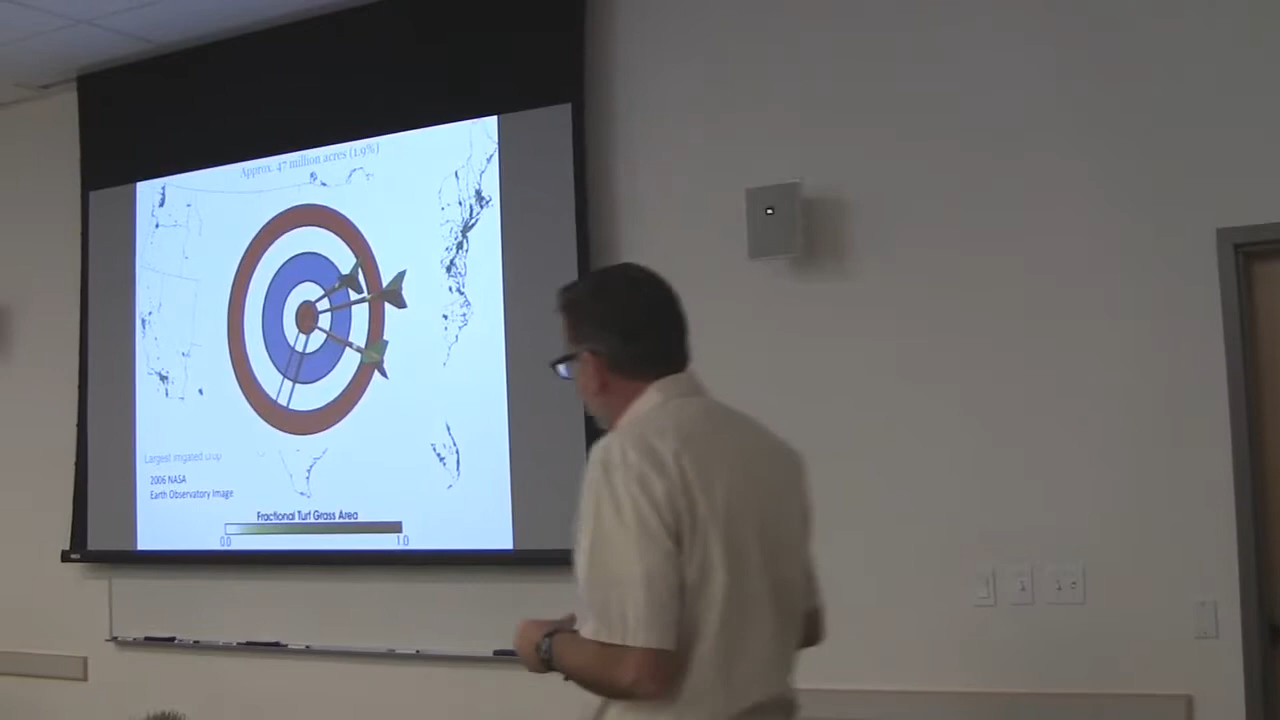 Approx. 47 million acres (1.9%)
Largest irrigated crop
2006 NASA
Earth Observatory Image
Fractional Turf Grass Area
0.0 1.0